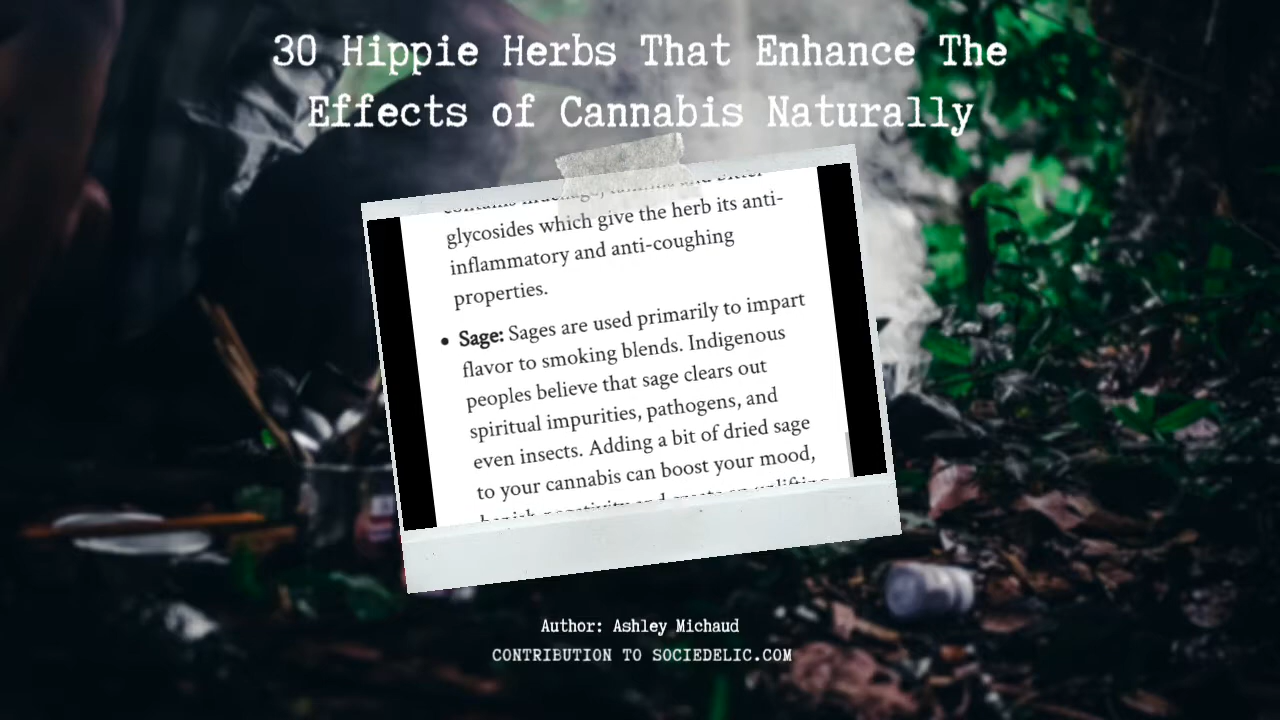 30 Hippie Herbs That Enhance The
Effects of Cannabis Naturally
glycosides which give the herb its anti-
inflammatory and anti-coughing
properties.
• Sage: Sages are used primarily to impart
flavor to smoking blends. Indigenous
peoples believe that sage clears out
spiritual impurities, pathogens, and
even insects. Adding a bit of dried sage
to your cannabis can boost your mood,
Author: Ashley Michaud
CONTRIBUTION TO SOCIEDELIC.COM